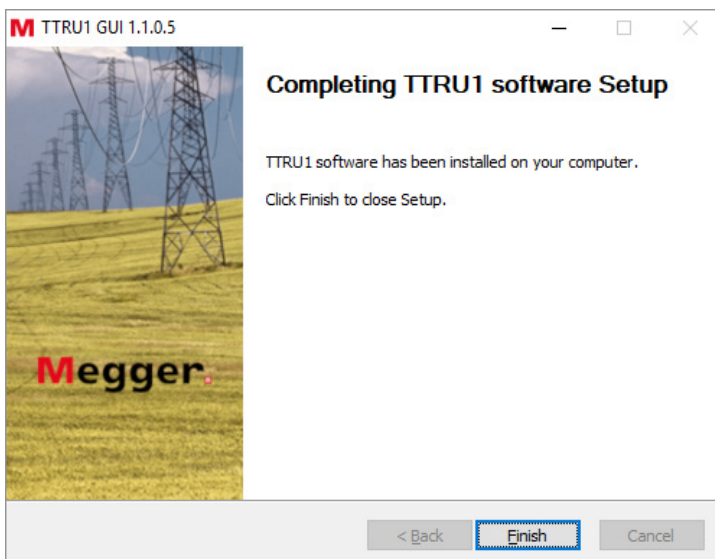 M TTRU1 GUI 1.1.0.5
Completing TTRU1 software Setup
TTRU1 software has been installed on your computer.
Click Finish to close Setup.
Megger.
< Back
Finish
Cancel